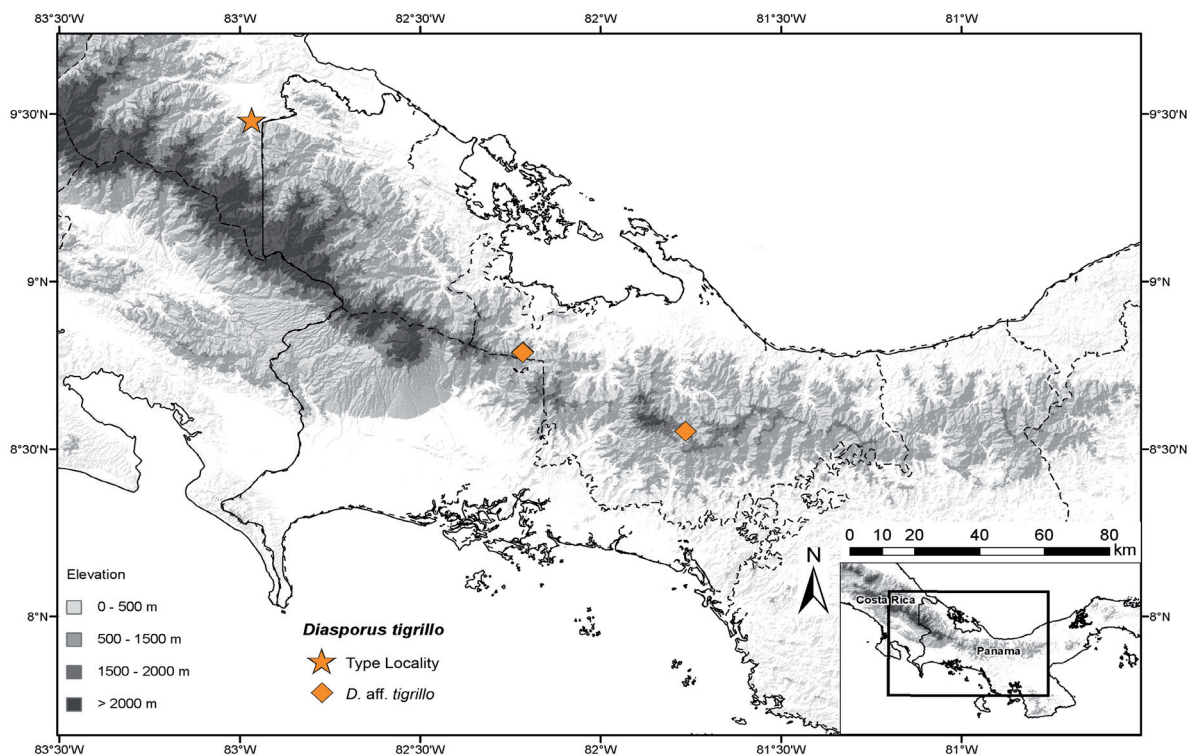 83°30'W 83°W 82°30'W 82°W 81°30'W 81°W
9°30'N 9°30'N
9°N 9°N
8°30'N 8°30'N
8°N 8°N
N
0 10 20 40 60 80
km
Elevation
0 - 500 m
500 - 1500 m
1500 - 2000 m
> 2000 m
Diasporus tigrillo
Type Locality
D. aff. tigrillo
Costa Rica
Panama
83°30'W 83°W 82°30'W 82°W 81°30'W 81°W